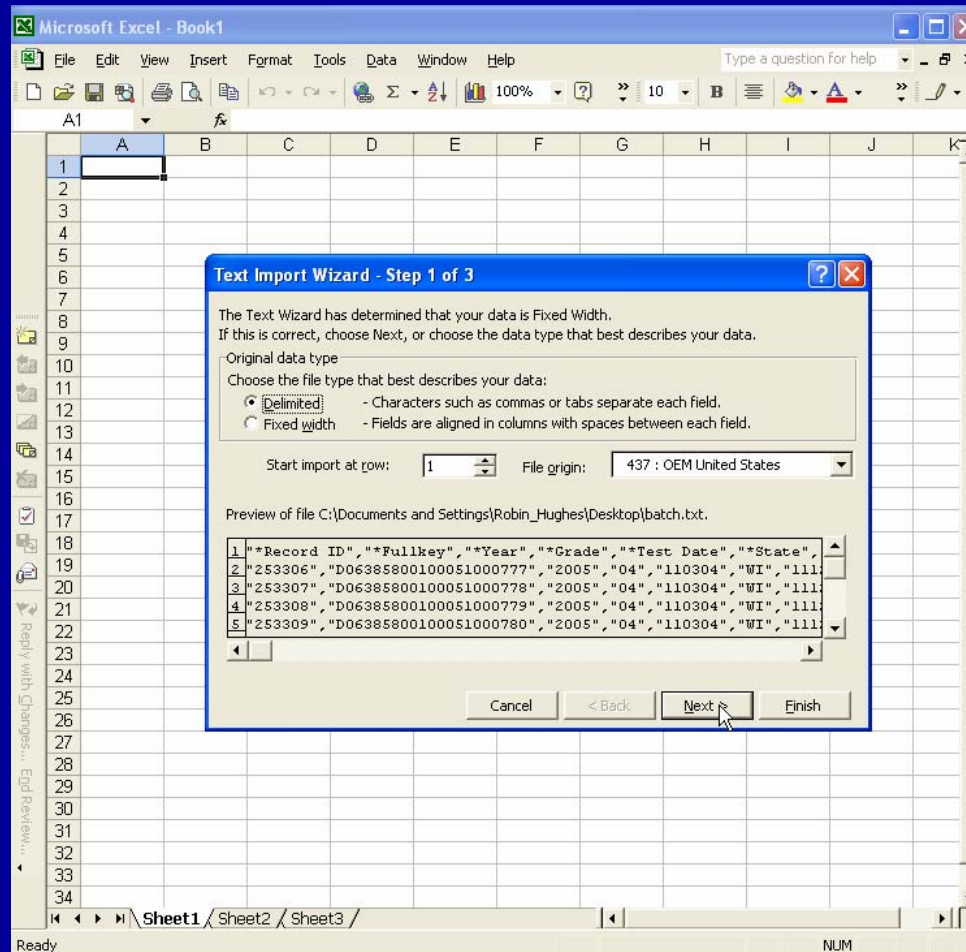 Microsoft Excel - Book1
File Edit View Insert Format Tools Data Window Help Type a question for help
100% 10 B A
A1 fx
A B C D E F G H I J K
1
2
3
4
5
6
7
8
9
10
11
12
13
14
15
16
17
18
19
20
21
22
23
24
25
26
27
28
29
30
31
32
33
34
Reply with Changes... End Review...
Text Import Wizard - Step 1 of 3
The Text Wizard has determined that your data is Fixed Width.
If this is correct, choose Next, or choose the data type that best describes your data.
Original data type
Choose the file type that best describes your data:
Delimited - Characters such as commas or tabs separate each field.
Fixed width - Fields are aligned in columns with spaces between each field.
Start import at row: 1 File origin: 437 : OEM United States
Preview of file C:\Documents and Settings\Robin_Hughes\Desktop\batch.txt.
1 "*Record ID","*Fullkey","*Year","*Grade","*Test Date","*State",
2 "253306","D06385800100051000777","2005","04","110304","WI","111
3 "253307","D06385800100051000778","2005","04","110304","WI","111
4 "253308","D06385800100051000779","2005","04","110304","WI","111
5 "253309","D06385800100051000780","2005","04","110304","WI","111
Cancel < Back Next > Finish
Sheet1 / Sheet2 / Sheet3 /
Ready NUM